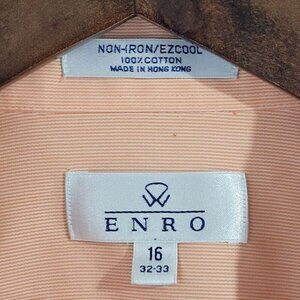 NON-IRON/EZCOOL
100% COTTON
MADE IN HONG KONG
ENRO
16
32-33